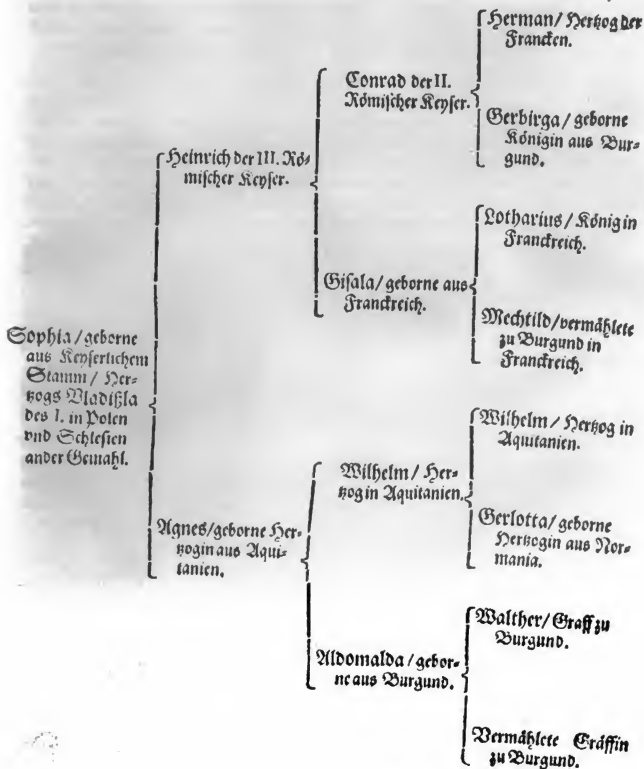 Herman / Hertzog der
Francken.
Conrad der II.
Römischer Keyser.
Gerbirga / geborne
Königin aus Bur-
gund.
Heinrich der III. Rö-
mischer Keyser.
Lotharius / König in
Franckreich.
Gisala / geborne aus
Franckreich.
Mechtild / vermählete
zu Burgund in
Franckreich.
Sophia / geborne
aus Keyserlichem
Stamm / Her-
tzogs Vladißla
des I. in Polen
vnd Schlesien
ander Gemahl.
Wilhelm / Hertzog in
Aquitanien.
Wilhelm / Her-
tzog in Aquitanien.
Gerlotta / geborne
Hertzogin aus Nor-
mania.
Agnes / geborne Her-
tzogin aus Aqui-
tanien.
Walther / Graff zu
Burgund.
Aldomalda / gebor-
ne aus Burgund.
Vermählete Gräffin
zu Burgund.